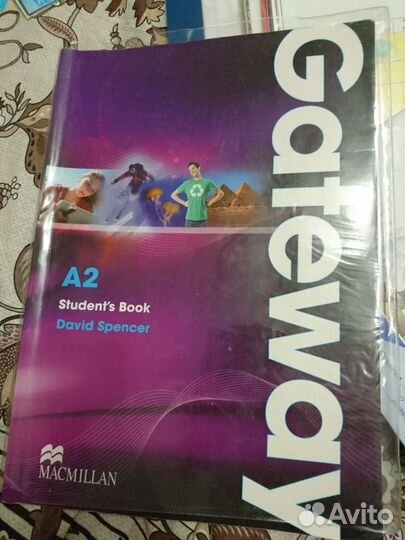 Gateway
A2
Student's Book
David Spencer
MACMILLAN
Avito